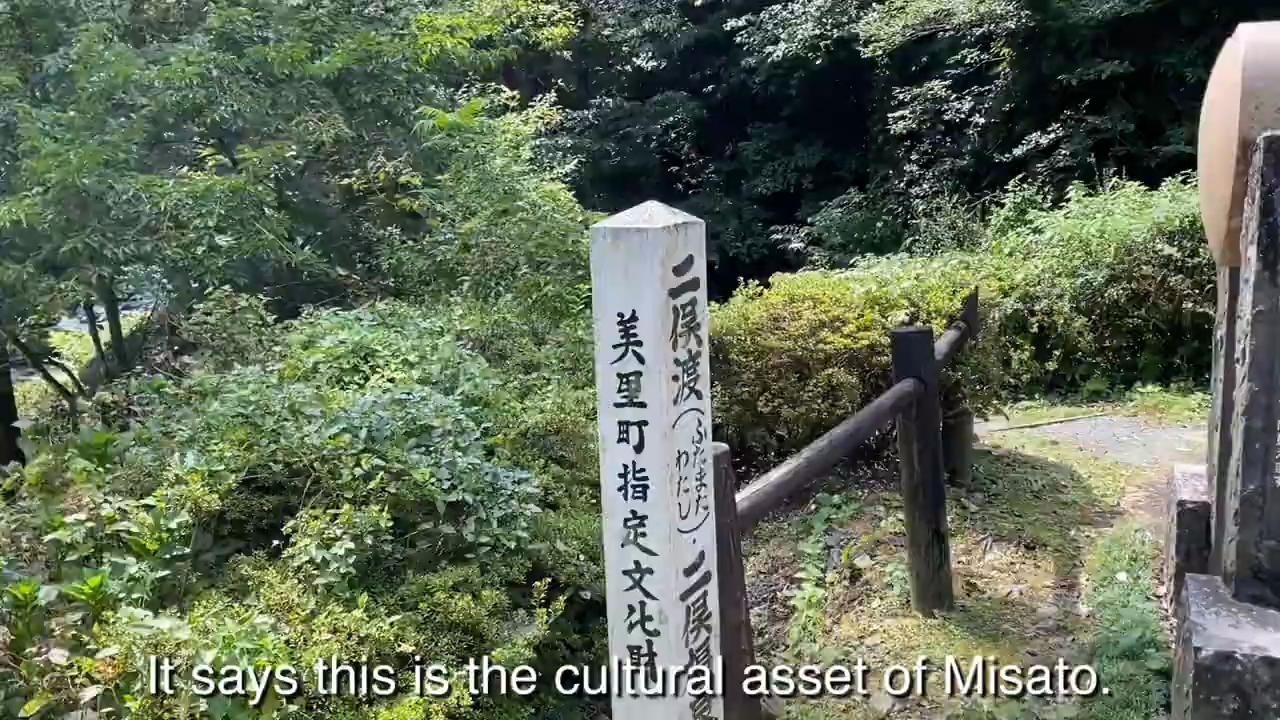 二俣渡(ふたまた
わたし)・二俣
美里町指定文化財
It says this is the cultural asset of Misato.